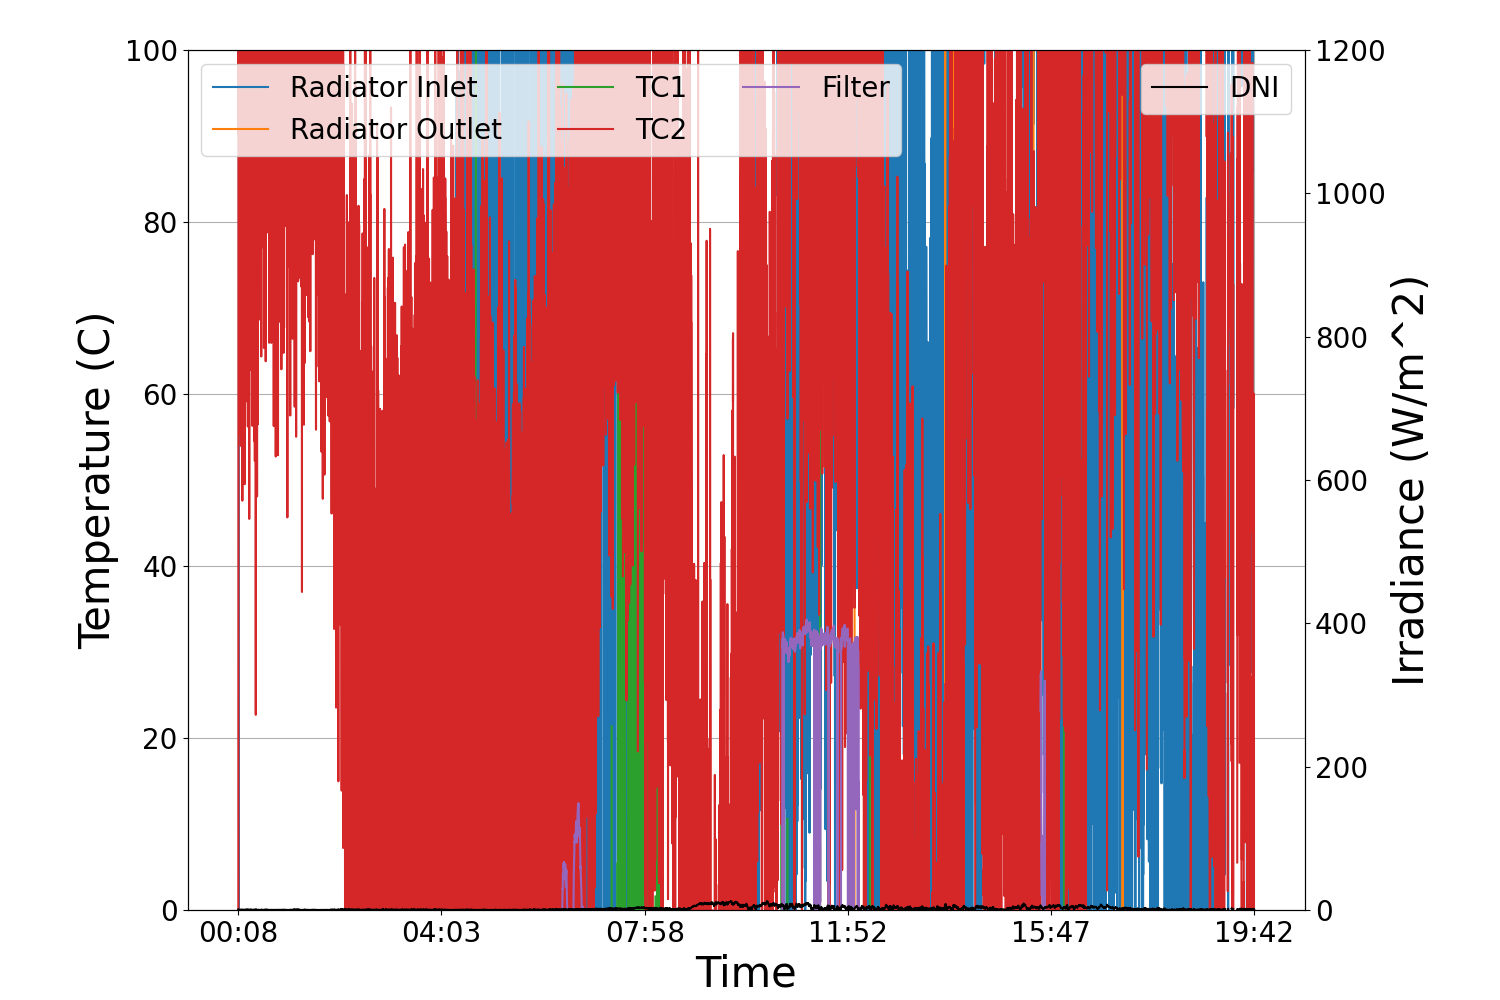 100
80
60
40
20
0
Temperature (C)
Radiator Inlet
Radiator Outlet
TC1
TC2
Filter
DNI
1200
1000
800
600
400
200
0
Irradiance (W/m^2)
00:08
04:03
07:58
11:52
15:47
19:42
Time